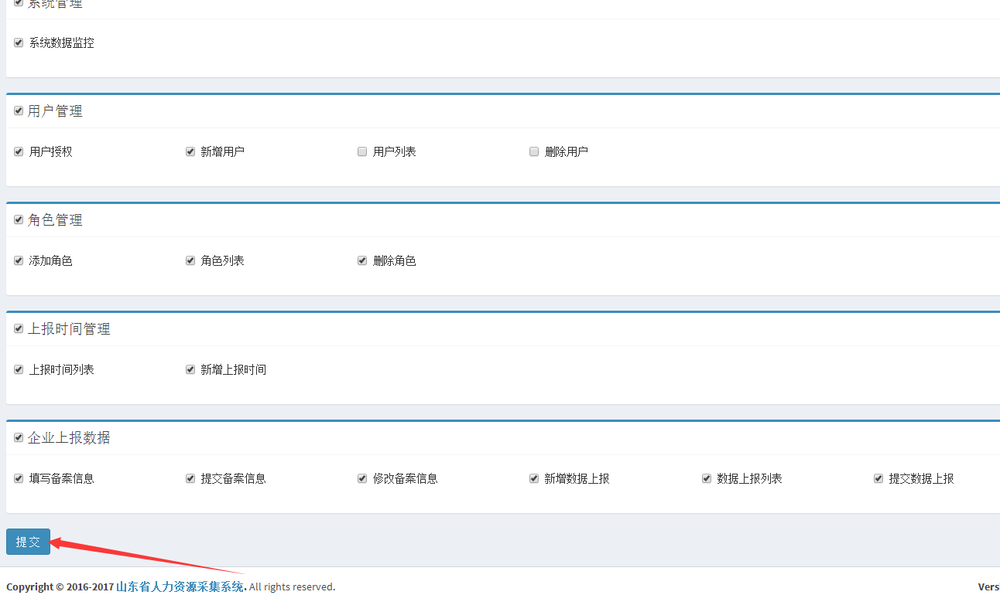 系统管理
系统数据监控
用户管理
用户授权 新增用户 用户列表 删除用户
角色管理
添加角色 角色列表 删除角色
上报时间管理
上报时间列表 新增上报时间
企业上报数据
填写备案信息 提交备案信息 修改备案信息 新增数据上报 数据上报列表 提交数据上报
提交
Copyright © 2016-2017 山东省人力资源采集系统. All rights reserved. Vers